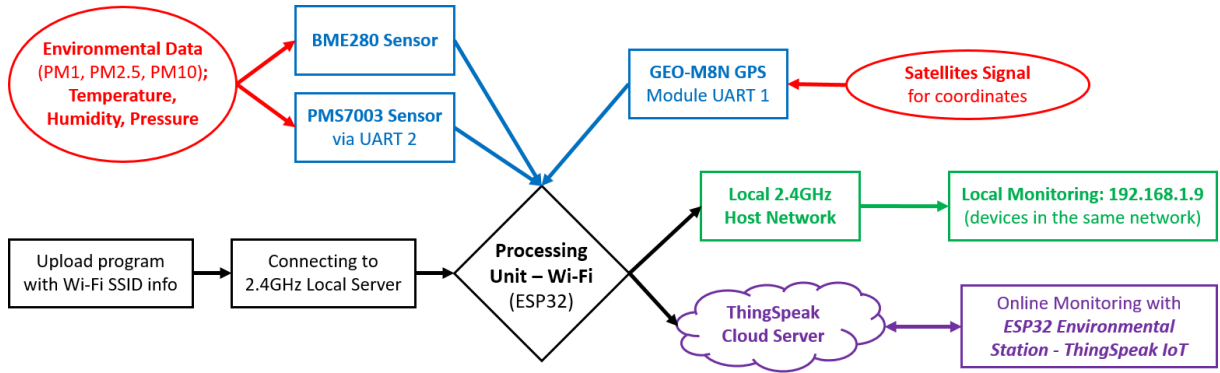 Environmental Data
(PM1, PM2.5, PM10);
Temperature,
Humidity, Pressure
BME280 Sensor
PMS7003 Sensor
via UART 2
GEO-M8N GPS
Module UART 1
Satellites Signal
for coordinates
Upload program
with Wi-Fi SSID info
Connecting to
2.4GHz Local Server
Processing
Unit – Wi-Fi
(ESP32)
Local 2.4GHz
Host Network
Local Monitoring: 192.168.1.9
(devices in the same network)
ThingSpeak
Cloud Server
Online Monitoring with
ESP32 Environmental
Station - ThingSpeak IoT